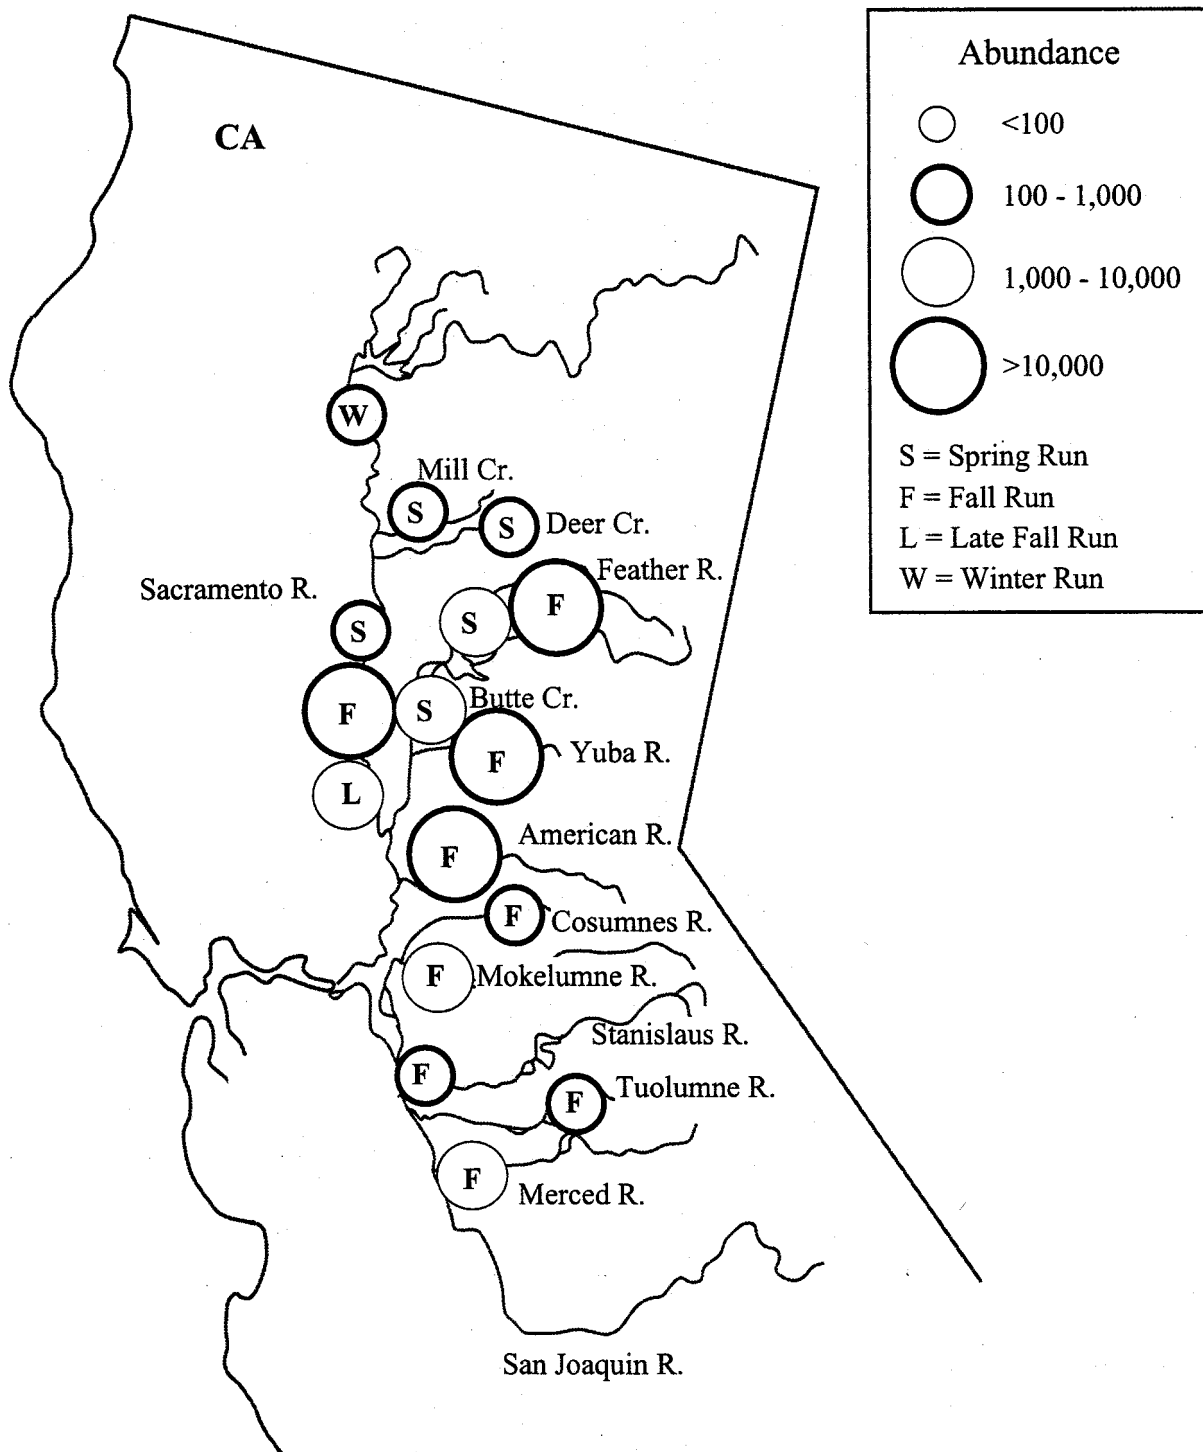 CA
Abundance
<100
100 - 1,000
1,000 - 10,000
>10,000
S = Spring Run
F = Fall Run
L = Late Fall Run
W = Winter Run
W
Mill Cr.
S
S
Deer Cr.
Feather R.
Sacramento R.
F
S
S
Butte Cr.
F
S
Yuba R.
F
L
American R.
F
F
Cosumnes R.
F
Mokelumne R.
Stanislaus R.
F
Tuolumne R.
F
F
Merced R.
San Joaquin R.